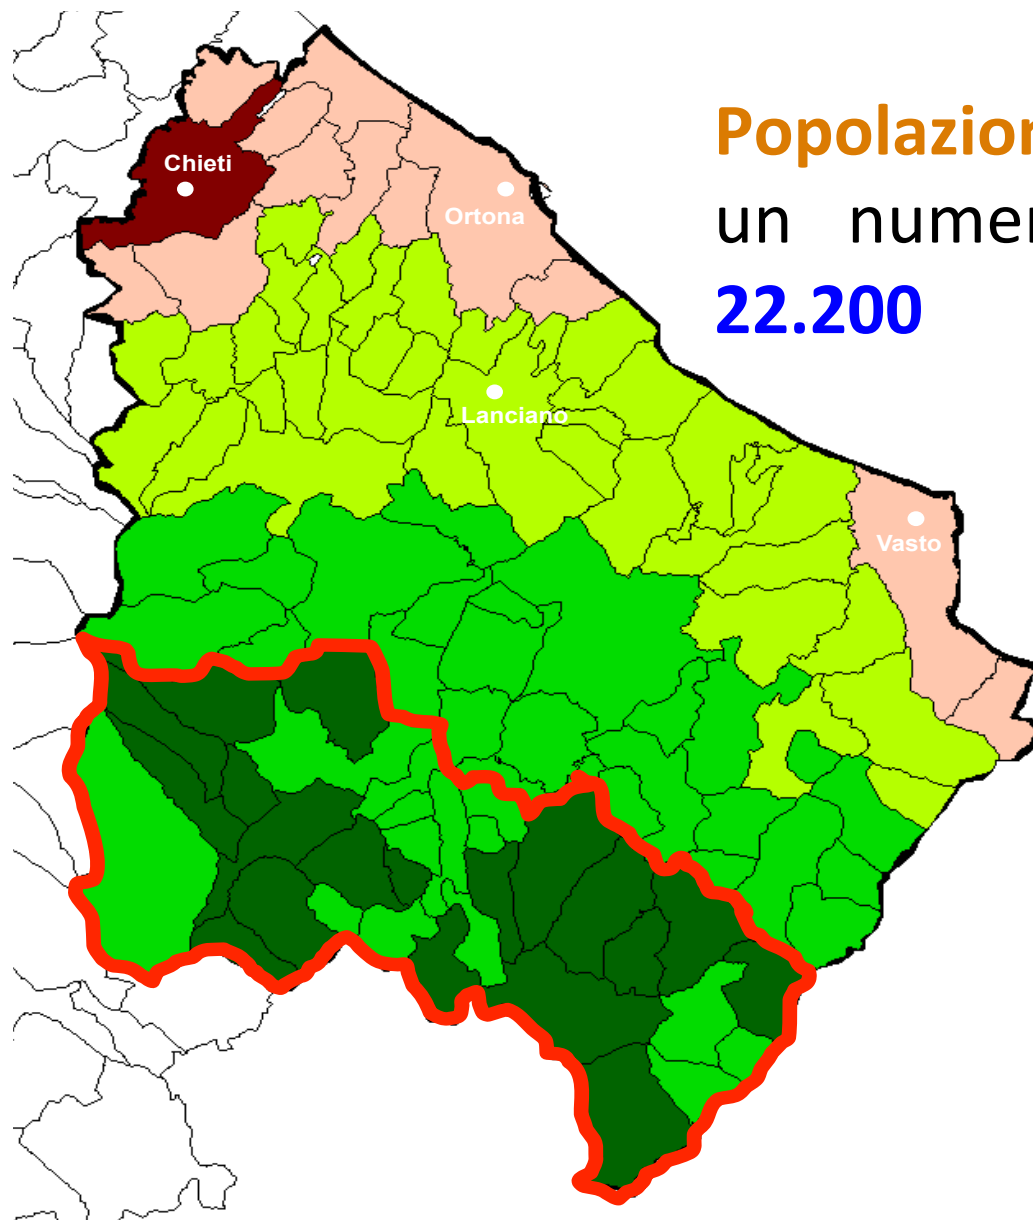 Popolazion
un numer
22.200
Chieti
Ortona
Lanciano
Vasto